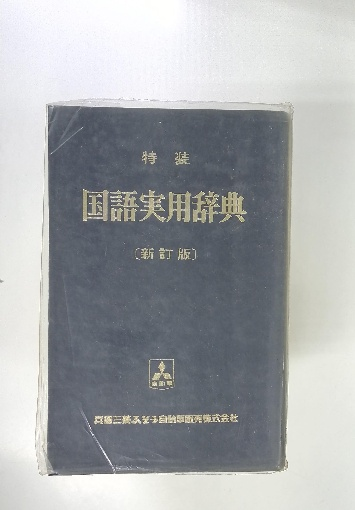 特装
国語実用辞典
〔新訂版〕
三菱ふそう自動車販売株式会社